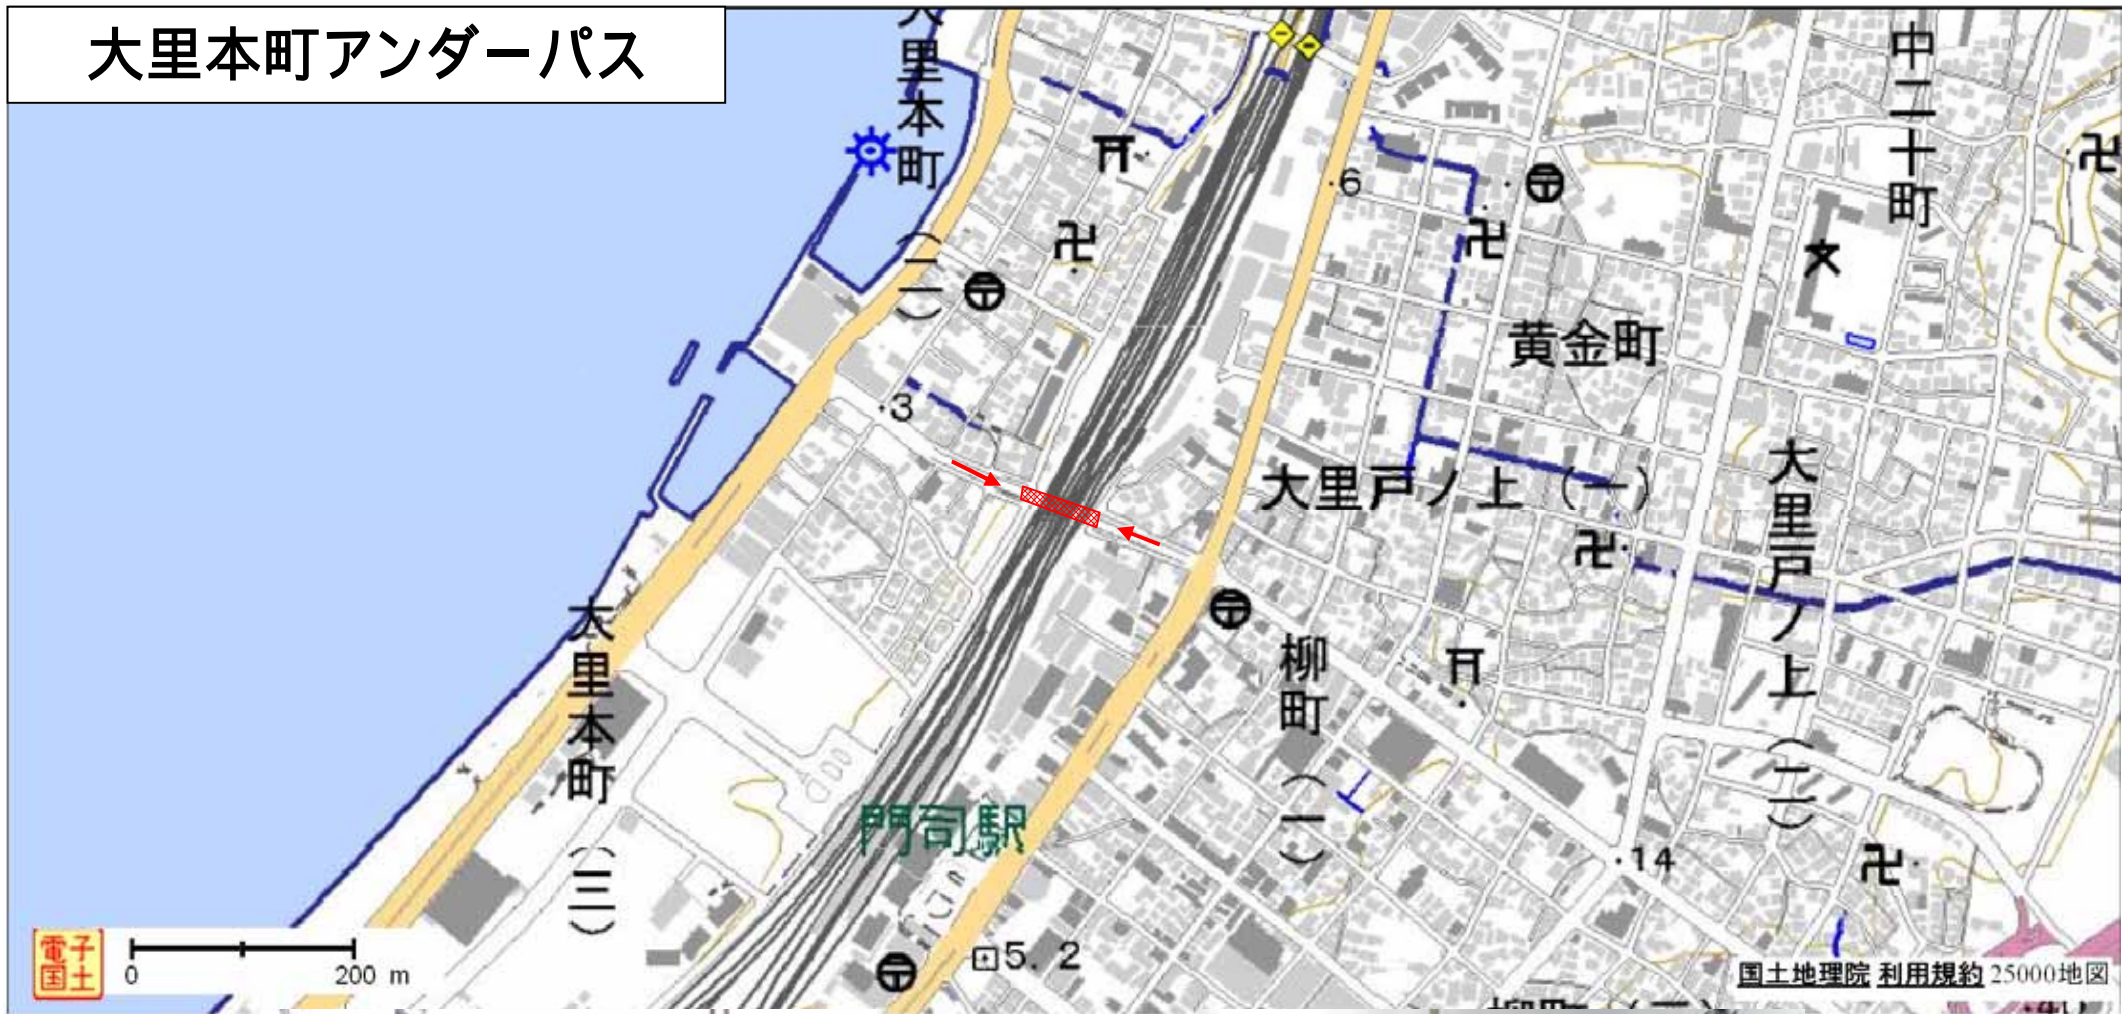 大里本町アンダーパス
大里本町(二)
中二十町
6
黄金町
3
大里戸ノ上(一)
大里戸ノ上(二)
大里本町(三)
柳町(一)
門司駅
14
5.2
電子国土
0 200 m
国土地理院 利用規約 25000地図